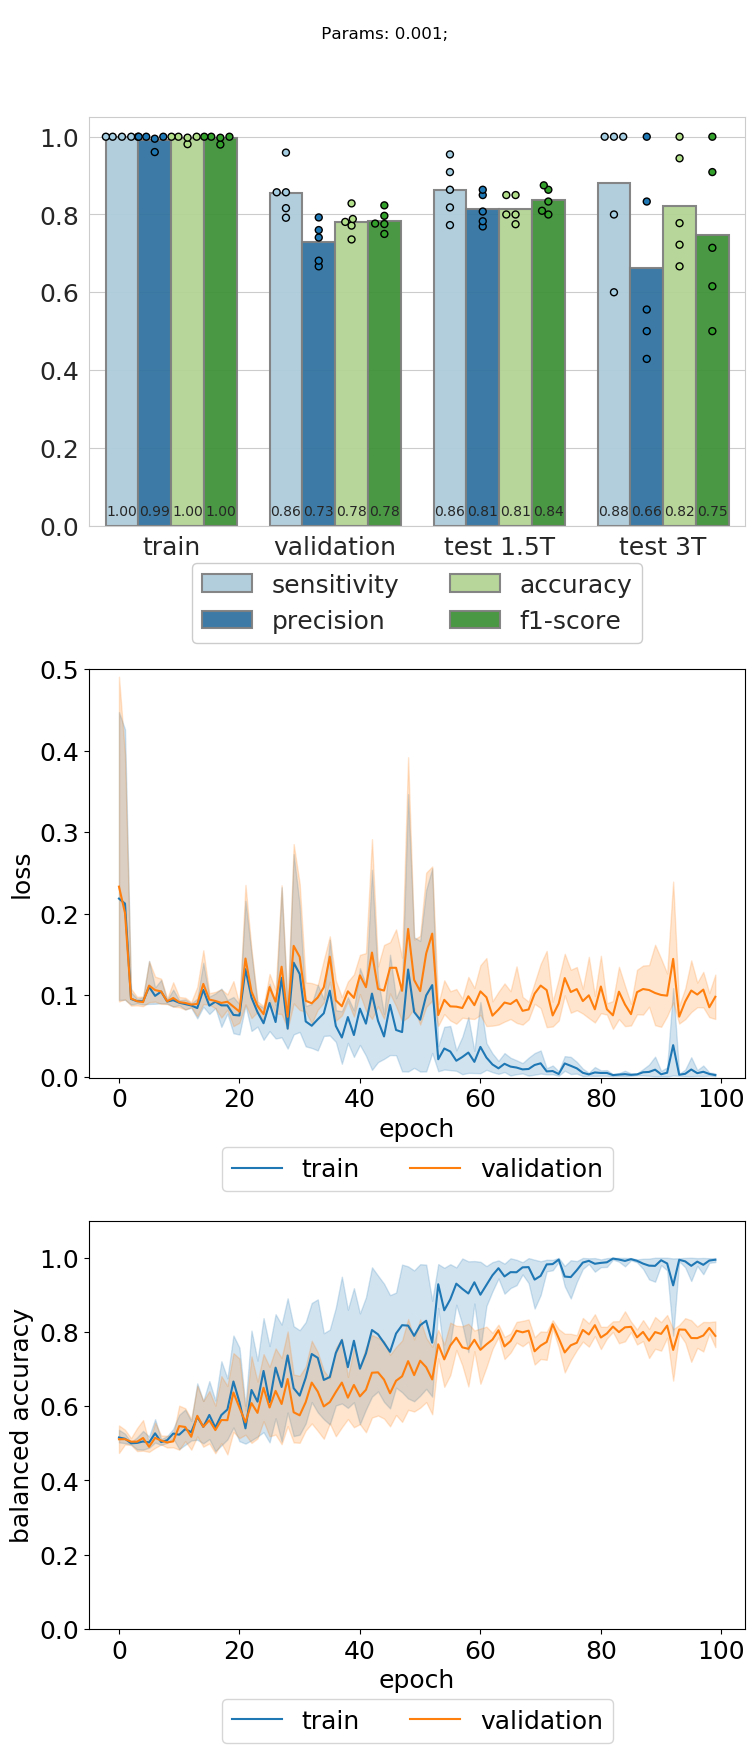 Params: 0.001;
1.0
0.8
0.6
0.4
0.2
0.0
1.00 0.99 1.00 1.00 0.86 0.73 0.78 0.78 0.86 0.81 0.81 0.84 0.88 0.66 0.82 0.75
train validation test 1.5T test 3T
sensitivity accuracy
precision f1-score
0.5
0.4
0.3
0.2
0.1
0.0
loss
0 20 40 60 80 100
epoch
train validation
1.0
0.8
0.6
0.4
0.2
0.0
balanced accuracy
0 20 40 60 80 100
epoch
train validation